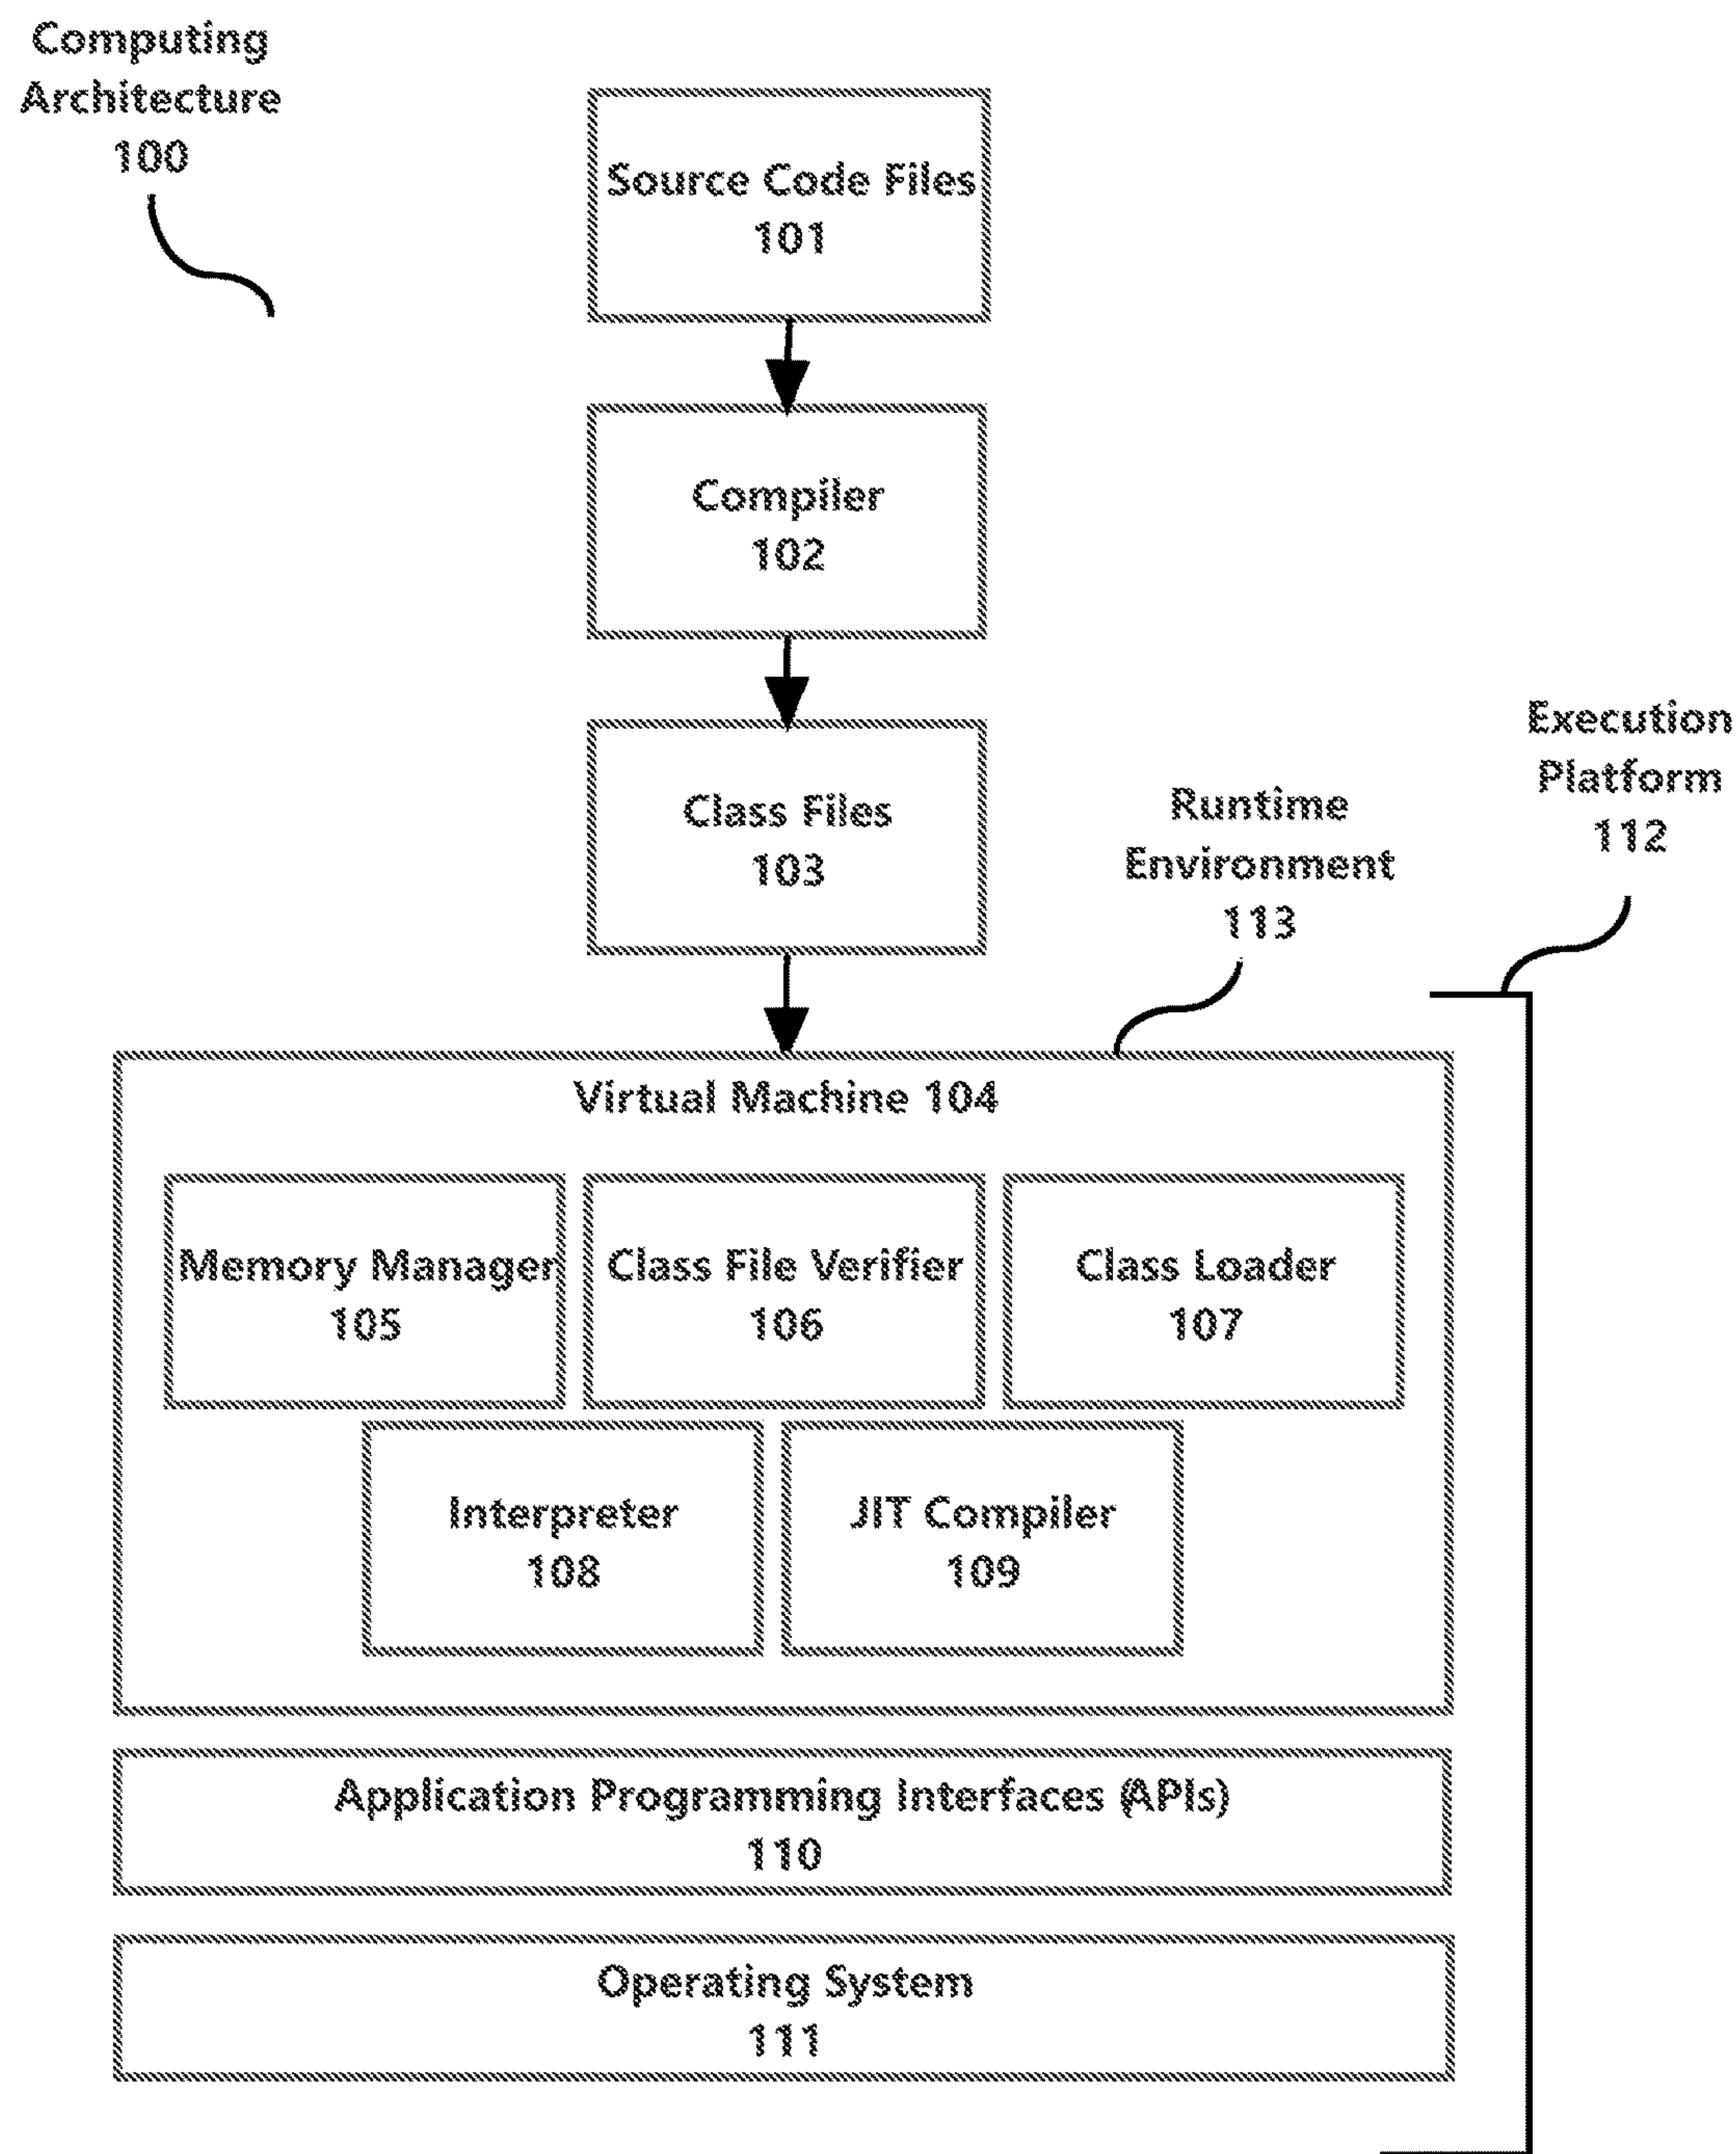 Computing
Architecture
100
Source Code Files
101
Compiler
102
Class Files
103
Execution
Platform
112
Runtime
Environment
113
Virtual Machine 104
Memory Manager
105
Class File Verifier
106
Class Loader
107
Interpreter
108
JIT Compiler
109
Application Programming Interfaces (APIs)
110
Operating System
111